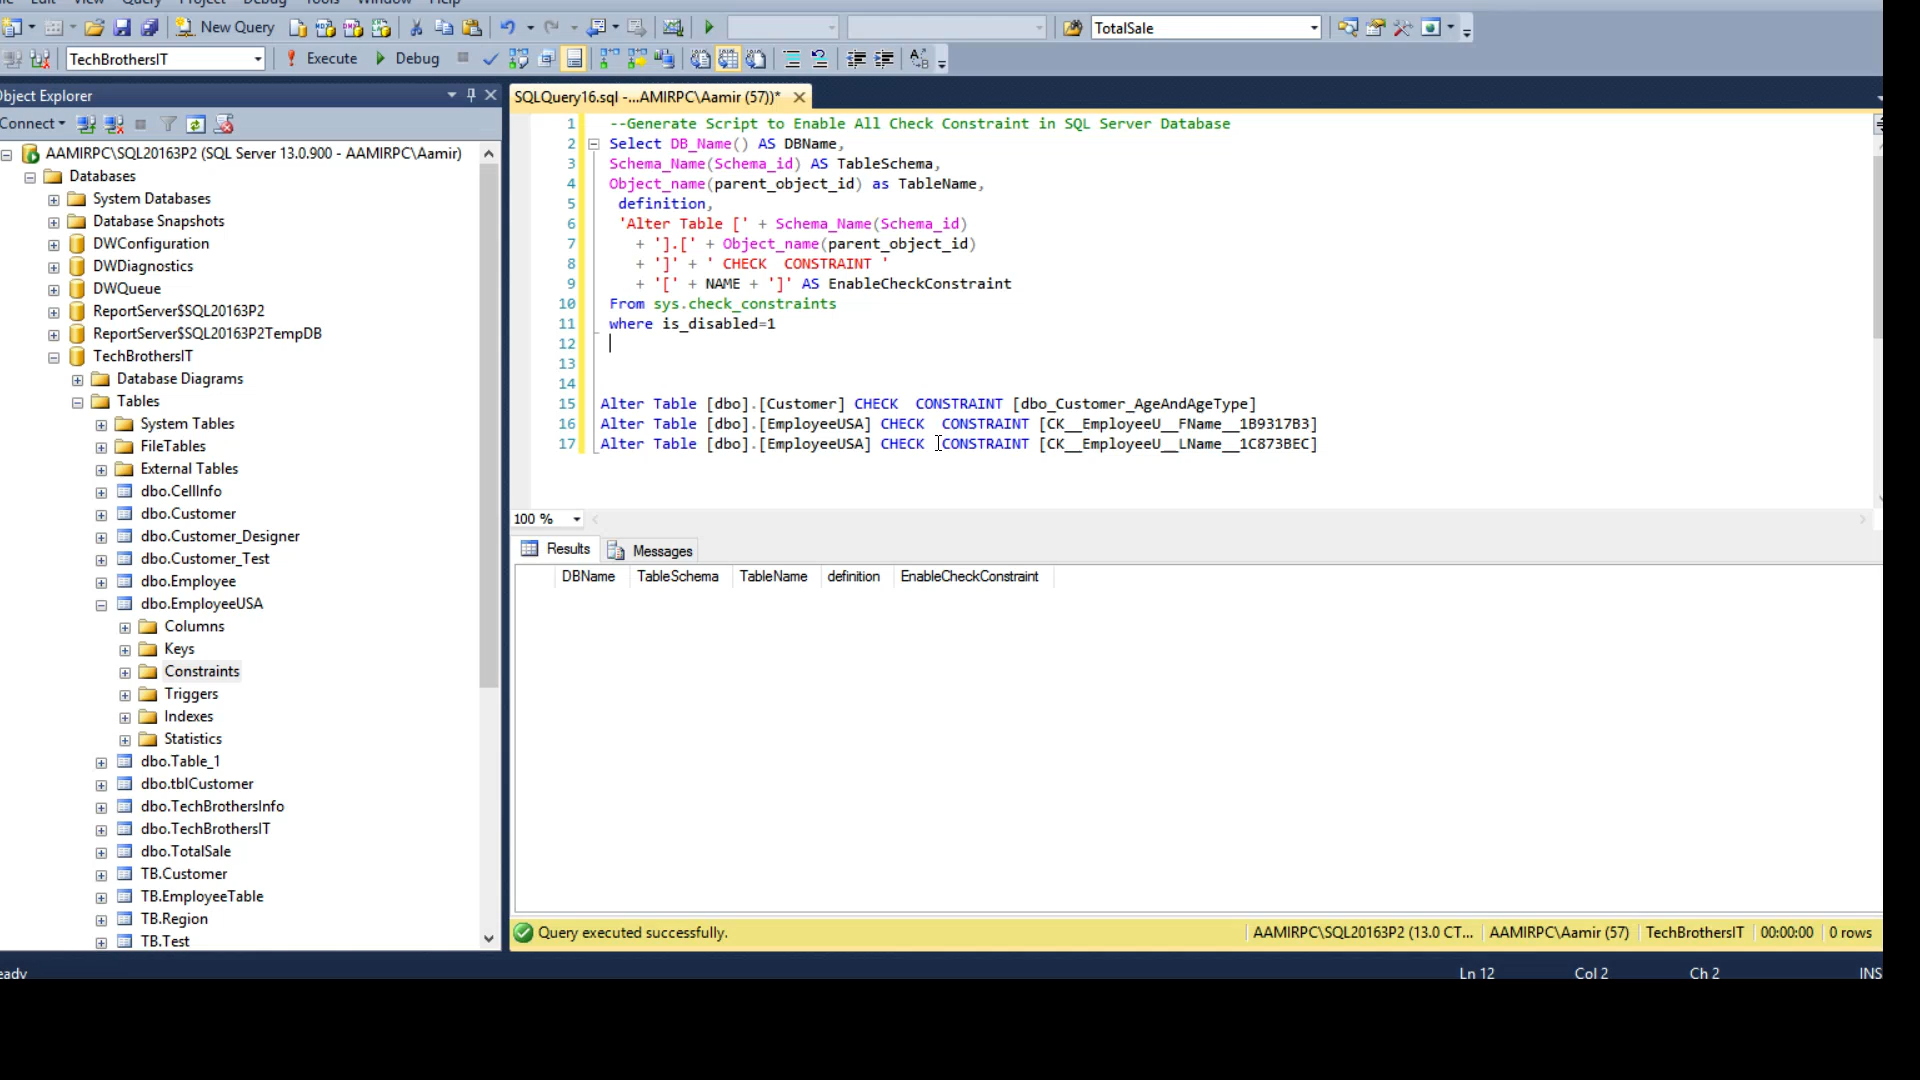 Edit View Query Project Debug Tools Window Help
New Query
TotalSale
TechBrothersIT
Execute
Debug
Object Explorer
Connect
AAMIRPC\SQL20163P2 (SQL Server 13.0.900 - AAMIRPC\Aamir)
Databases
System Databases
Database Snapshots
DWConfiguration
DWDiagnostics
DWQueue
ReportServer$SQL20163P2
ReportServer$SQL20163P2TempDB
TechBrothersIT
Database Diagrams
Tables
System Tables
FileTables
External Tables
dbo.CellInfo
dbo.Customer
dbo.Customer_Designer
dbo.Customer_Test
dbo.Employee
dbo.EmployeeUSA
Columns
Keys
Constraints
Triggers
Indexes
Statistics
dbo.Table_1
dbo.tblCustomer
dbo.TechBrothersInfo
dbo.TechBrothersIT
dbo.TotalSale
TB.Customer
TB.EmployeeTable
TB.Region
TB.Test
SQLQuery16.sql -...AMIRPC\Aamir (57))*
1 --Generate Script to Enable All Check Constraint in SQL Server Database
2 Select DB_Name() AS DBName,
3 Schema_Name(Schema_id) AS TableSchema,
4 Object_name(parent_object_id) as TableName,
5 definition,
6 'Alter Table [' + Schema_Name(Schema_id)
7 + '].[' + Object_name(parent_object_id)
8 + ']' + ' CHECK  CONSTRAINT '
9 + '[' + NAME + ']' AS EnableCheckConstraint
10 From sys.check_constraints
11 where is_disabled=1
12
13
14
15 Alter Table [dbo].[Customer] CHECK  CONSTRAINT [dbo_Customer_AgeAndAgeType]
16 Alter Table [dbo].[EmployeeUSA] CHECK  CONSTRAINT [CK__EmployeeU__FName__1B9317B3]
17 Alter Table [dbo].[EmployeeUSA] CHECK  CONSTRAINT [CK__EmployeeU__LName__1C873BEC]
100 %
Results
Messages
DBName TableSchema TableName definition EnableCheckConstraint
Query executed successfully.
AAMIRPC\SQL20163P2 (13.0 CT... AAMIRPC\Aamir (57) TechBrothersIT 00:00:00 0 rows
eady
Ln 12 Col 2 Ch 2 INS